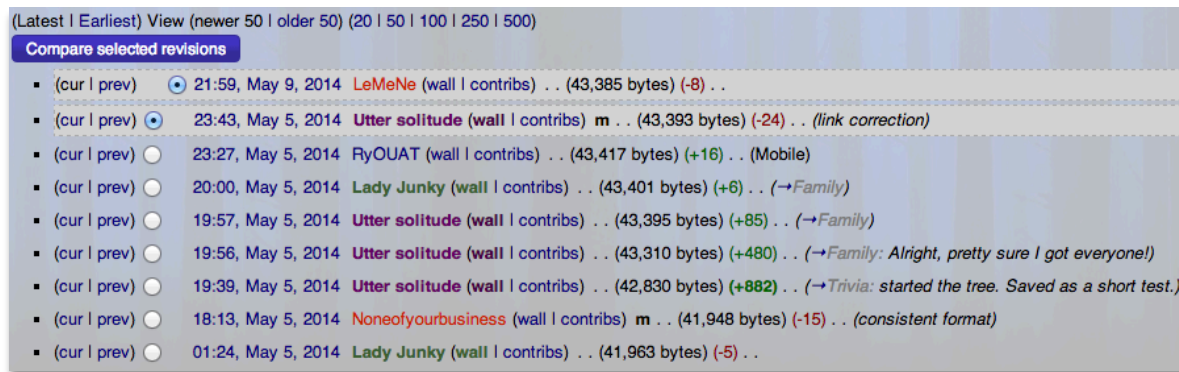 (Latest | Earliest) View (newer 50 | older 50) (20 | 50 | 100 | 250 | 500)
Compare selected revisions
(cur | prev) 21:59, May 9, 2014 LeMeNe (wall | contribs) . . (43,385 bytes) (-8) . .
(cur | prev) 23:43, May 5, 2014 Utter solitude (wall | contribs) m . . (43,393 bytes) (-24) . . (link correction)
(cur | prev) 23:27, May 5, 2014 RyOUAT (wall | contribs) . . (43,417 bytes) (+16) . . (Mobile)
(cur | prev) 20:00, May 5, 2014 Lady Junky (wall | contribs) . . (43,401 bytes) (+6) . . (→Family)
(cur | prev) 19:57, May 5, 2014 Utter solitude (wall | contribs) . . (43,395 bytes) (+85) . . (→Family)
(cur | prev) 19:56, May 5, 2014 Utter solitude (wall | contribs) . . (43,310 bytes) (+480) . . (→Family: Alright, pretty sure I got everyone!)
(cur | prev) 19:39, May 5, 2014 Utter solitude (wall | contribs) . . (42,830 bytes) (+882) . . (→Trivia: started the tree. Saved as a short test.)
(cur | prev) 18:13, May 5, 2014 Noneofyourbusiness (wall | contribs) m . . (41,948 bytes) (-15) . . (consistent format)
(cur | prev) 01:24, May 5, 2014 Lady Junky (wall | contribs) . . (41,963 bytes) (-5) . .